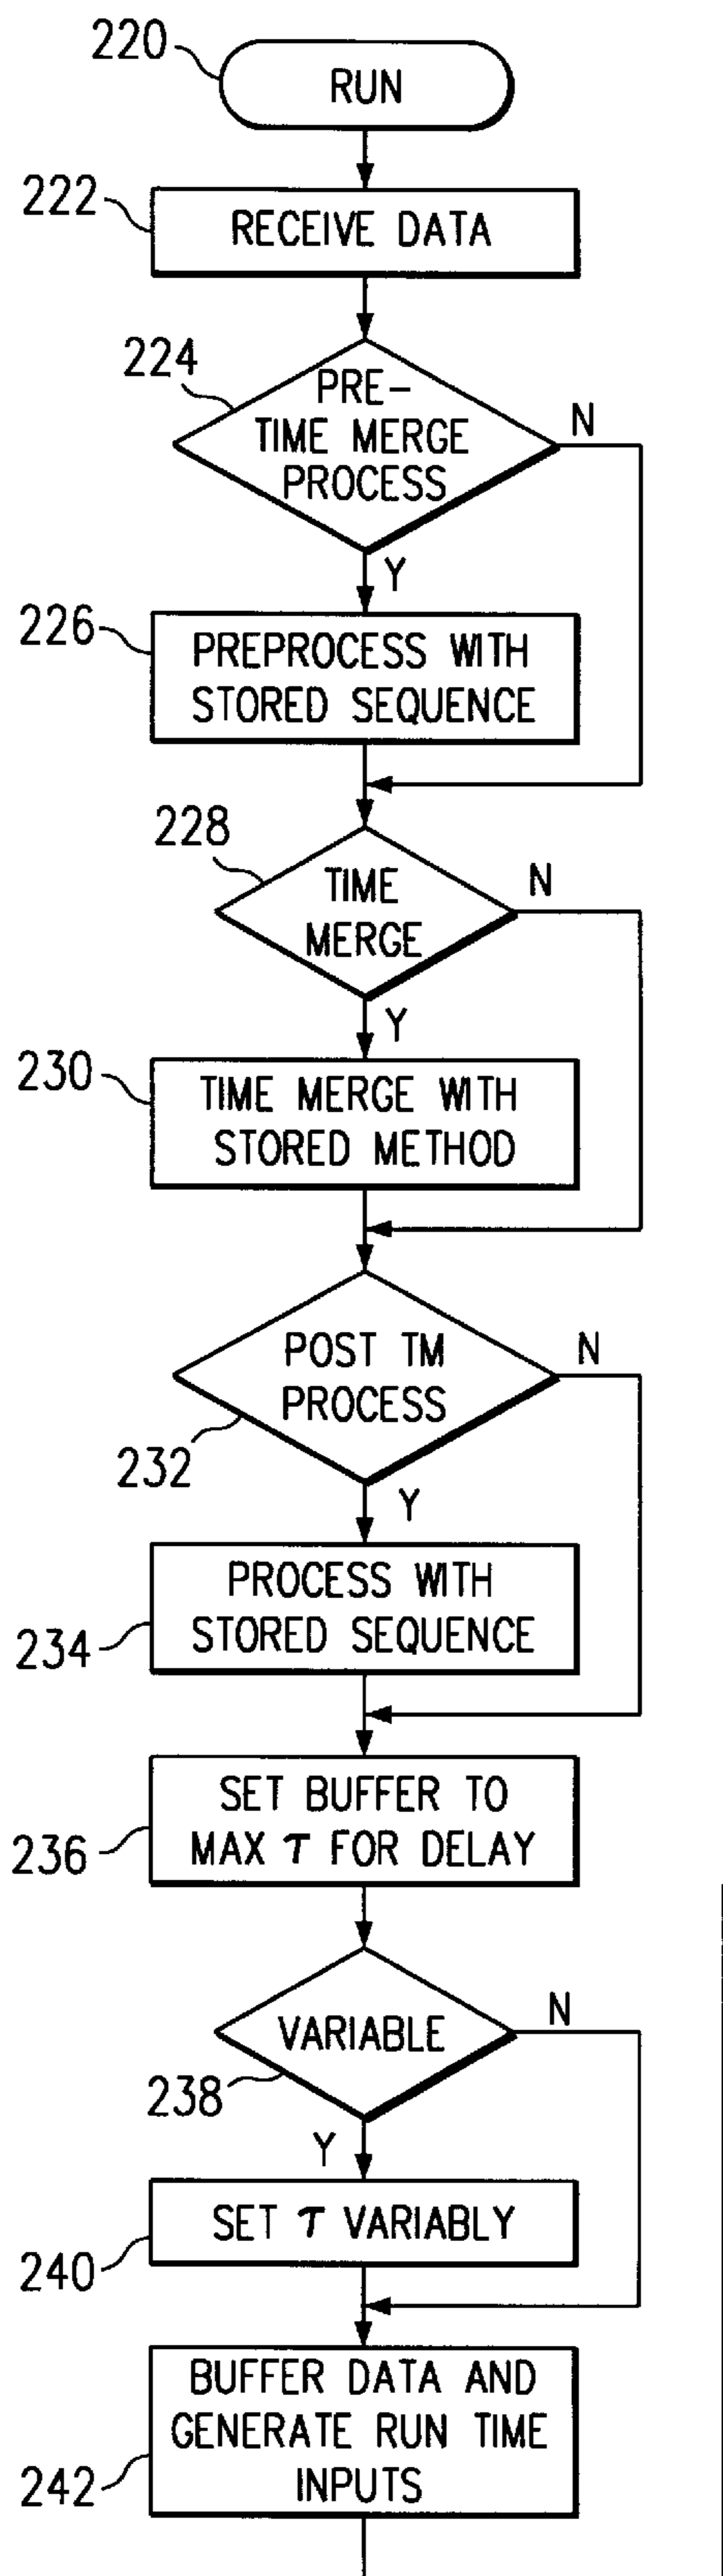 220
RUN
222
RECEIVE DATA
224
PRE-
TIME MERGE
PROCESS
N
Y
226
PREPROCESS WITH
STORED SEQUENCE
228
TIME
MERGE
N
Y
230
TIME MERGE WITH
STORED METHOD
POST TM
PROCESS
N
232
Y
PROCESS WITH
STORED SEQUENCE
234
SET BUFFER TO
MAX τ FOR DELAY
236
VARIABLE
N
238
Y
SET τ VARIABLY
240
BUFFER DATA AND
GENERATE RUN TIME
INPUTS
242